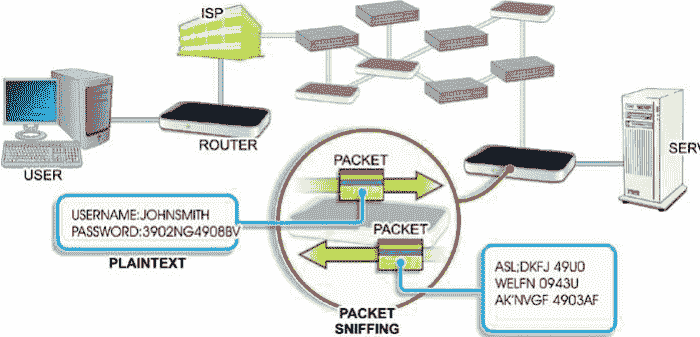 ISP
USER
ROUTER
SERV
PACKET
USERNAME:JOHNSMITH
PASSWORD:3902NG4908BV
PLAINTEXT
PACKET
ASL;DKFJ 49U0
WELFN 0943U
AK'NVGF 4903AF
PACKET
SNIFFING